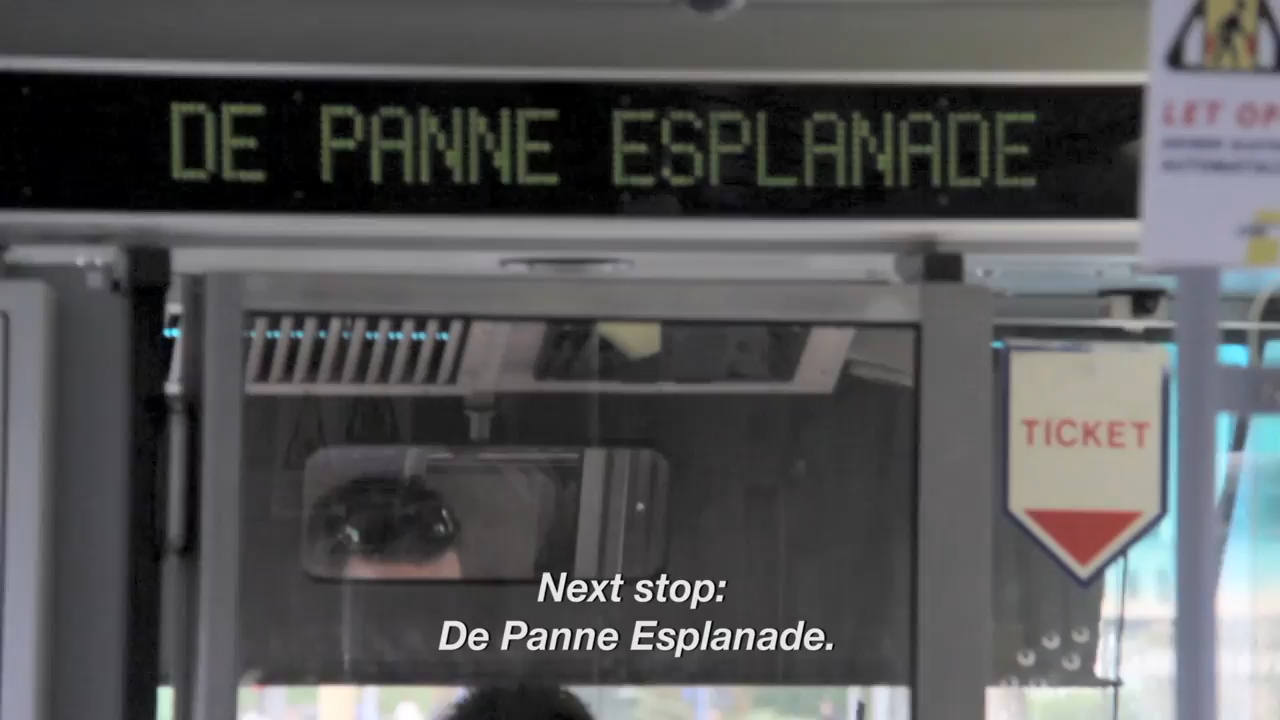 DE PANNE ESPLANADE
LET OP
TICKET
Next stop:
De Panne Esplanade.